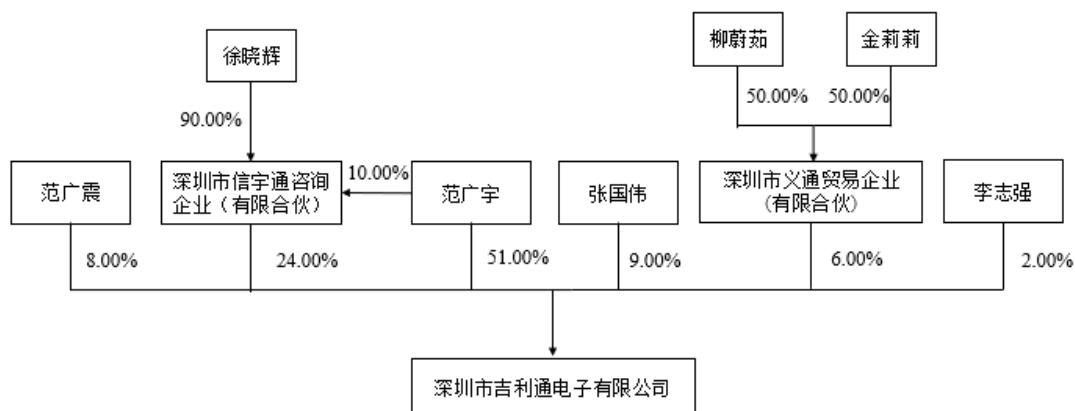 徐晓辉
柳蔚茹
金莉莉
90.00%
50.00%
50.00%
范广震
深圳市信宇通咨询
企业（有限合伙）
10.00%
范广宇
张国伟
深圳市义通贸易企业
(有限合伙)
李志强
8.00%
24.00%
51.00%
9.00%
6.00%
2.00%
深圳市吉利通电子有限公司